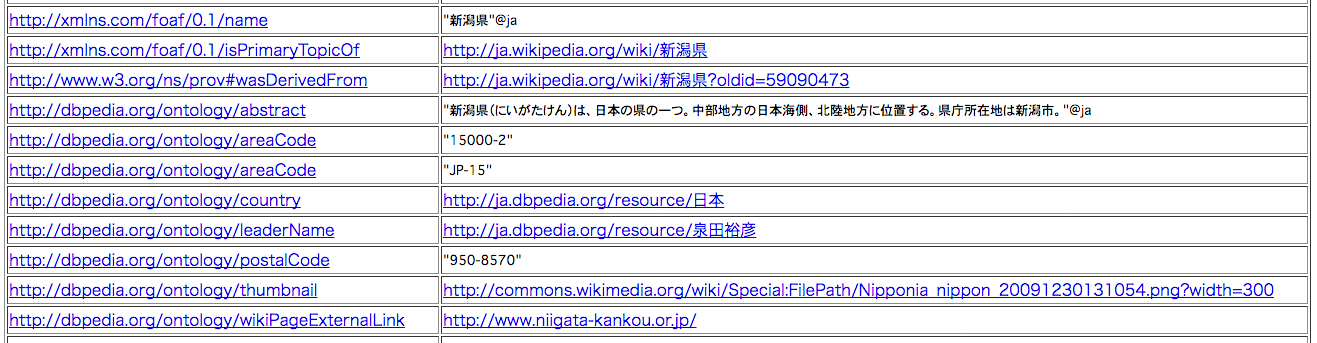 http://xmlns.com/foaf/0.1/name "新潟県"@ja
http://xmlns.com/foaf/0.1/isPrimaryTopicOf http://ja.wikipedia.org/wiki/新潟県
http://www.w3.org/ns/prov#wasDerivedFrom http://ja.wikipedia.org/wiki/新潟県?oldid=59090473
http://dbpedia.org/ontology/abstract "新潟県（にいがたけん）は、日本の県の一つ。中部地方の日本海側、北陸地方に位置する。県庁所在地は新潟市。"@ja
http://dbpedia.org/ontology/areaCode "15000-2"
http://dbpedia.org/ontology/areaCode "JP-15"
http://dbpedia.org/ontology/country http://ja.dbpedia.org/resource/日本
http://dbpedia.org/ontology/leaderName http://ja.dbpedia.org/resource/泉田裕彦
http://dbpedia.org/ontology/postalCode "950-8570"
http://dbpedia.org/ontology/thumbnail http://commons.wikimedia.org/wiki/Special:FilePath/Nipponia_nippon_20091230131054.png?width=300
http://dbpedia.org/ontology/wikiPageExternalLink http://www.niigata-kankou.or.jp/